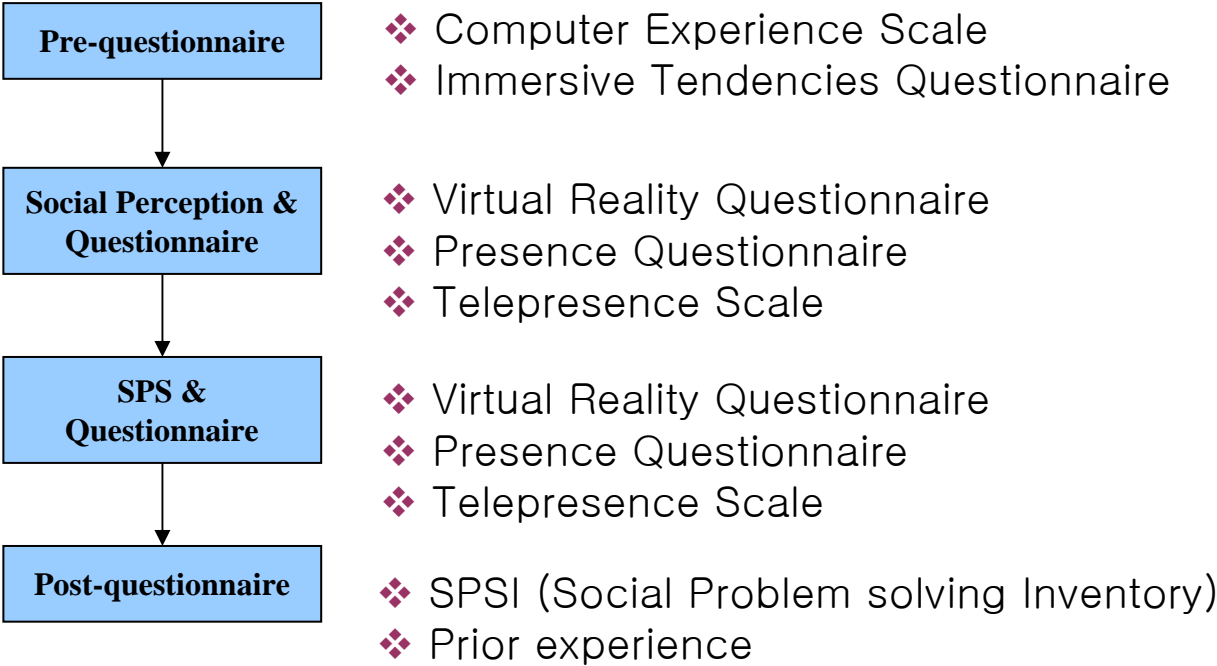 Pre-questionnaire
❖ Computer Experience Scale
❖ Immersive Tendencies Questionnaire
Social Perception &
Questionnaire
❖ Virtual Reality Questionnaire
❖ Presence Questionnaire
❖ Telepresence Scale
SPS &
Questionnaire
❖ Virtual Reality Questionnaire
❖ Presence Questionnaire
❖ Telepresence Scale
Post-questionnaire
❖ SPSI (Social Problem solving Inventory)
❖ Prior experience